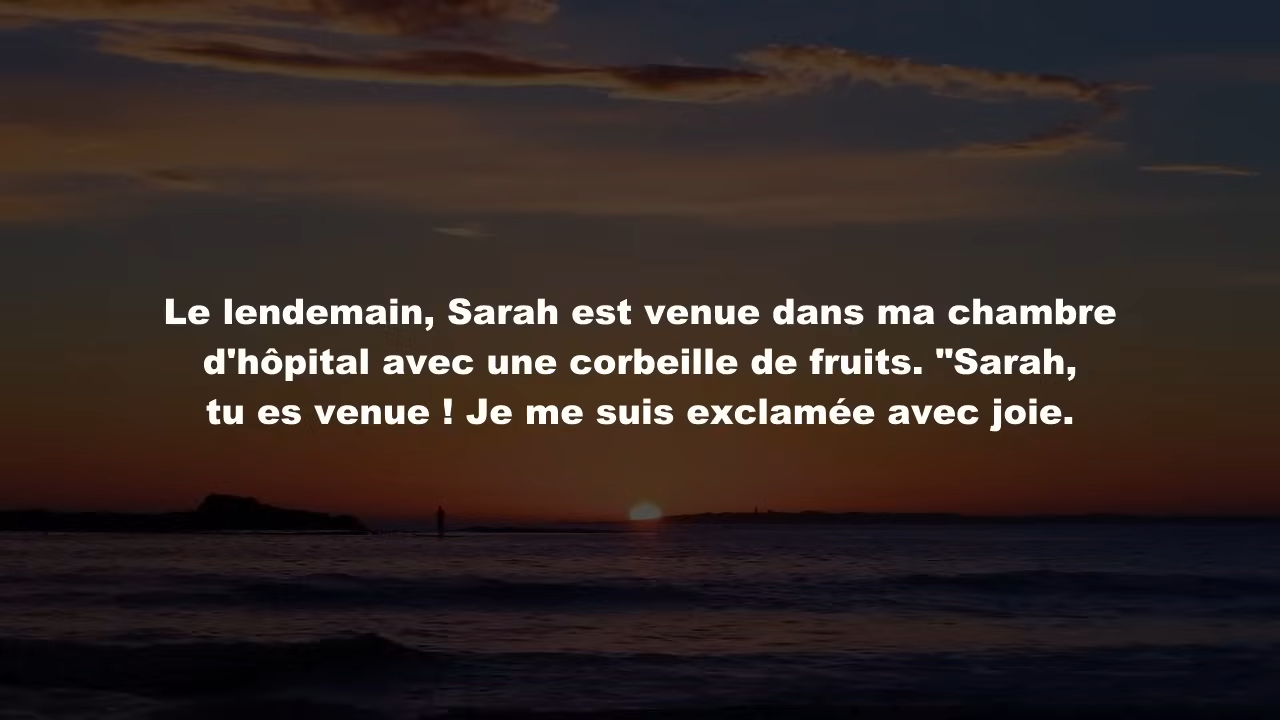 Le lendemain, Sarah est venue dans ma chambre
d'hôpital avec une corbeille de fruits. "Sarah,
tu es venue ! Je me suis exclamée avec joie.